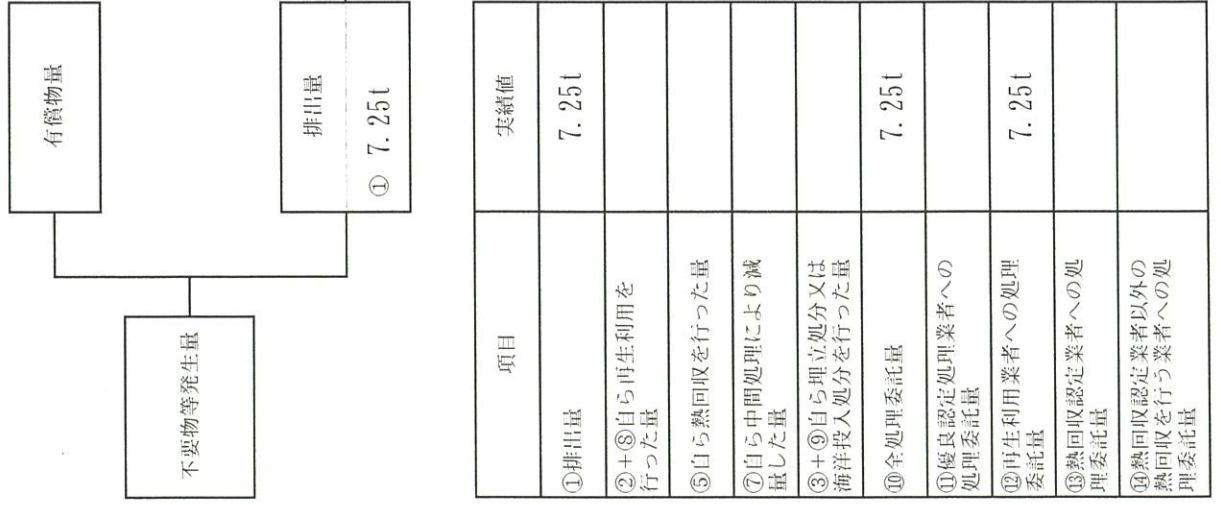 有償物量
不要物等発生量
排出量
① 7.25t
項目
実績値
①排出量
7.25t
②+⑧自ら再生利用を
行った量
⑤自ら熱回収を行った量
⑦自ら中間処理により減
量した量
③+⑨自ら埋立処分又は
海洋投入処分を行った量
⑩全処理委託量
7.25t
⑪優良認定処理業者への
処理委託量
⑫再生利用業者への処理
委託量
7.25t
⑬熱回収認定業者への処
理委託量
⑭熱回収認定業者以外の
熱回収を行う業者への処
理委託量